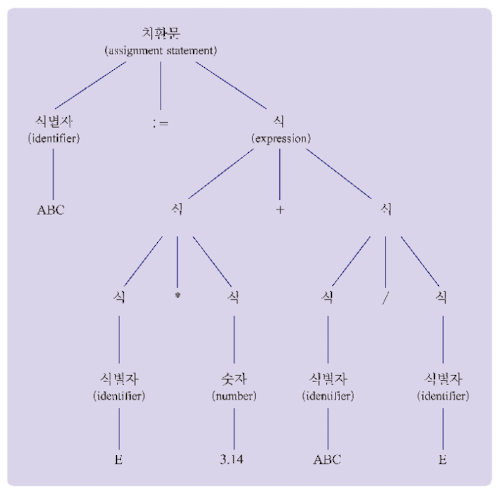 치환문
(assignment statement)
식별자 := 식
(identifier) (expression)
ABC 식 + 식
식 * 식 식 / 식
식별자 숫자 식별자 식별자
(identifier) (number) (identifier) (identifier)
E 3.14 ABC E